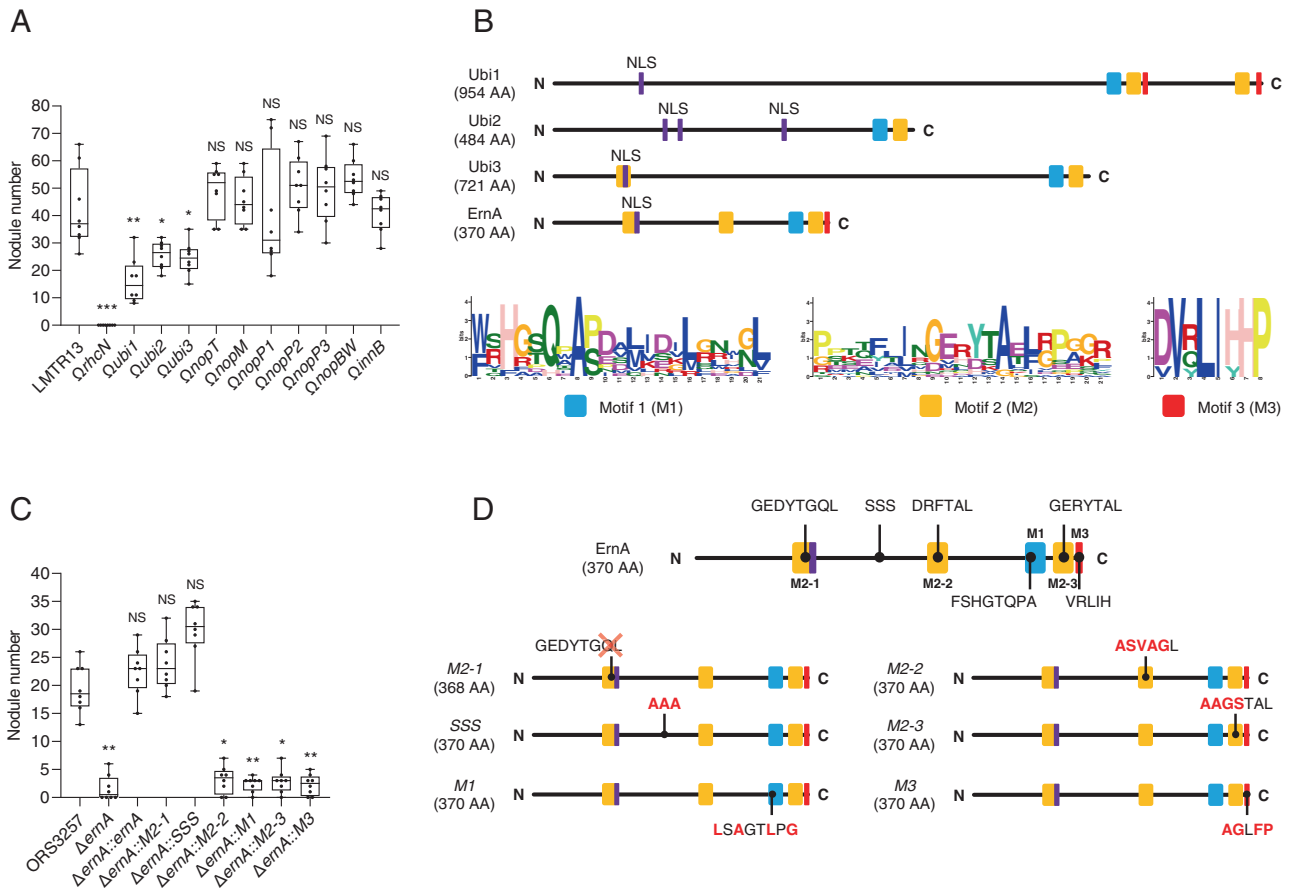 A
Nodule number
80
70
60
50
40
30
20
10
0
*** ** * * NS NS NS NS NS NS NS
LMTR13
ΩrhcN
Ωubi1
Ωubi2
Ωubi3
ΩnopT
ΩnopM
ΩnopP1
ΩnopP2
ΩnopP3
ΩnopBW
ΩinnB
B
Ubi1
(954 AA)
N NLS C
Ubi2
(484 AA)
N NLS NLS C
Ubi3
(721 AA)
N NLS C
ErnA
(370 AA)
N NLS C
Motif 1 (M1)
Motif 2 (M2)
Motif 3 (M3)
C
Nodule number
40
35
30
25
20
15
10
5
0
** NS NS NS * ** * **
ORS3257
ΔernA
ΔernA::ernA
ΔernA::M2-1
ΔernA::SSS
ΔernA::M2-2
ΔernA::M1
ΔernA::M2-3
ΔernA::M3
D
GEDYTGQL SSS DRFTAL GERYTAL
M1 M3
ErnA
(370 AA)
N C
M2-1 M2-2 M2-3
FSHGTQPA VRLIH
GEDYTGQL
M2-1
(368 AA)
N C
AAA
SSS
(370 AA)
N C
M1
(370 AA)
N C
LSAGTLPG
ASVAGL
M2-2
(370 AA)
N C
AAGSTAL
M2-3
(370 AA)
N C
M3
(370 AA)
N C
AGLFP